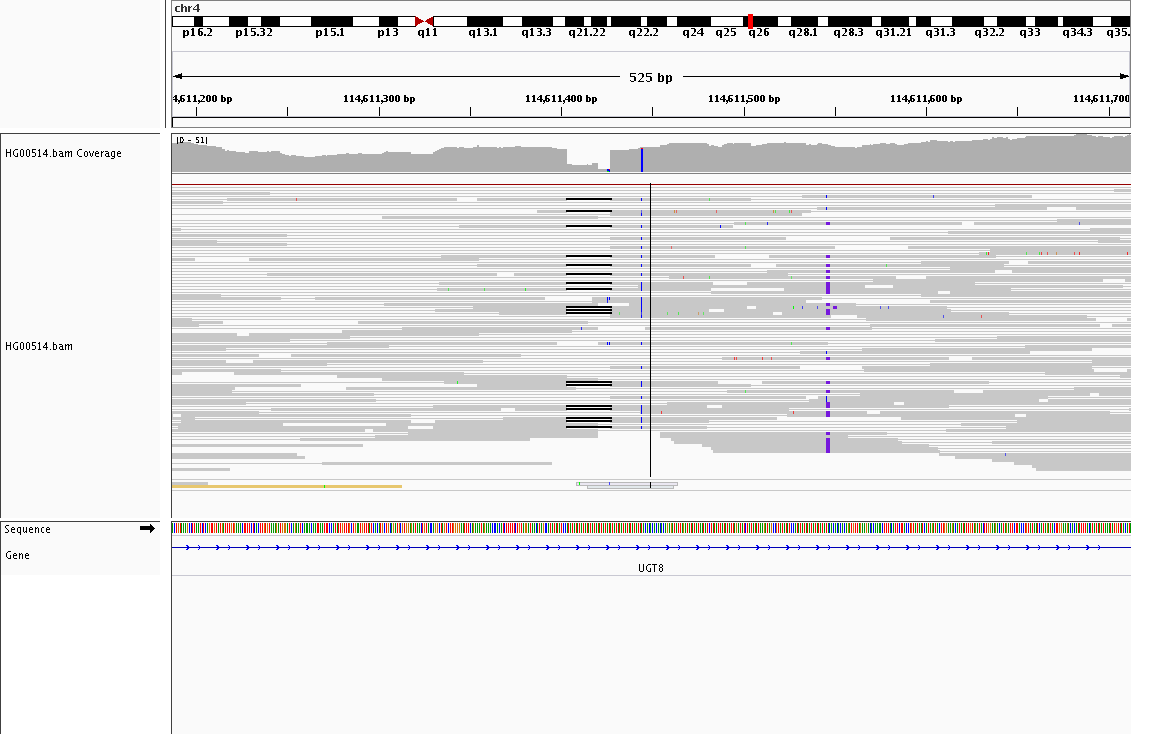 chr4
p16.2 p15.32 p15.1 p13 q11 q13.1 q13.3 q21.22 q22.2 q24 q25 q26 q28.1 q28.3 q31.21 q31.3 q32.2 q33 q34.3 q35.
525 bp
4,611,200 bp 114,611,300 bp 114,611,400 bp 114,611,500 bp 114,611,600 bp 114,611,700
HG00514.bam Coverage
[0 - 51]
HG00514.bam
Sequence
Gene
UGT8